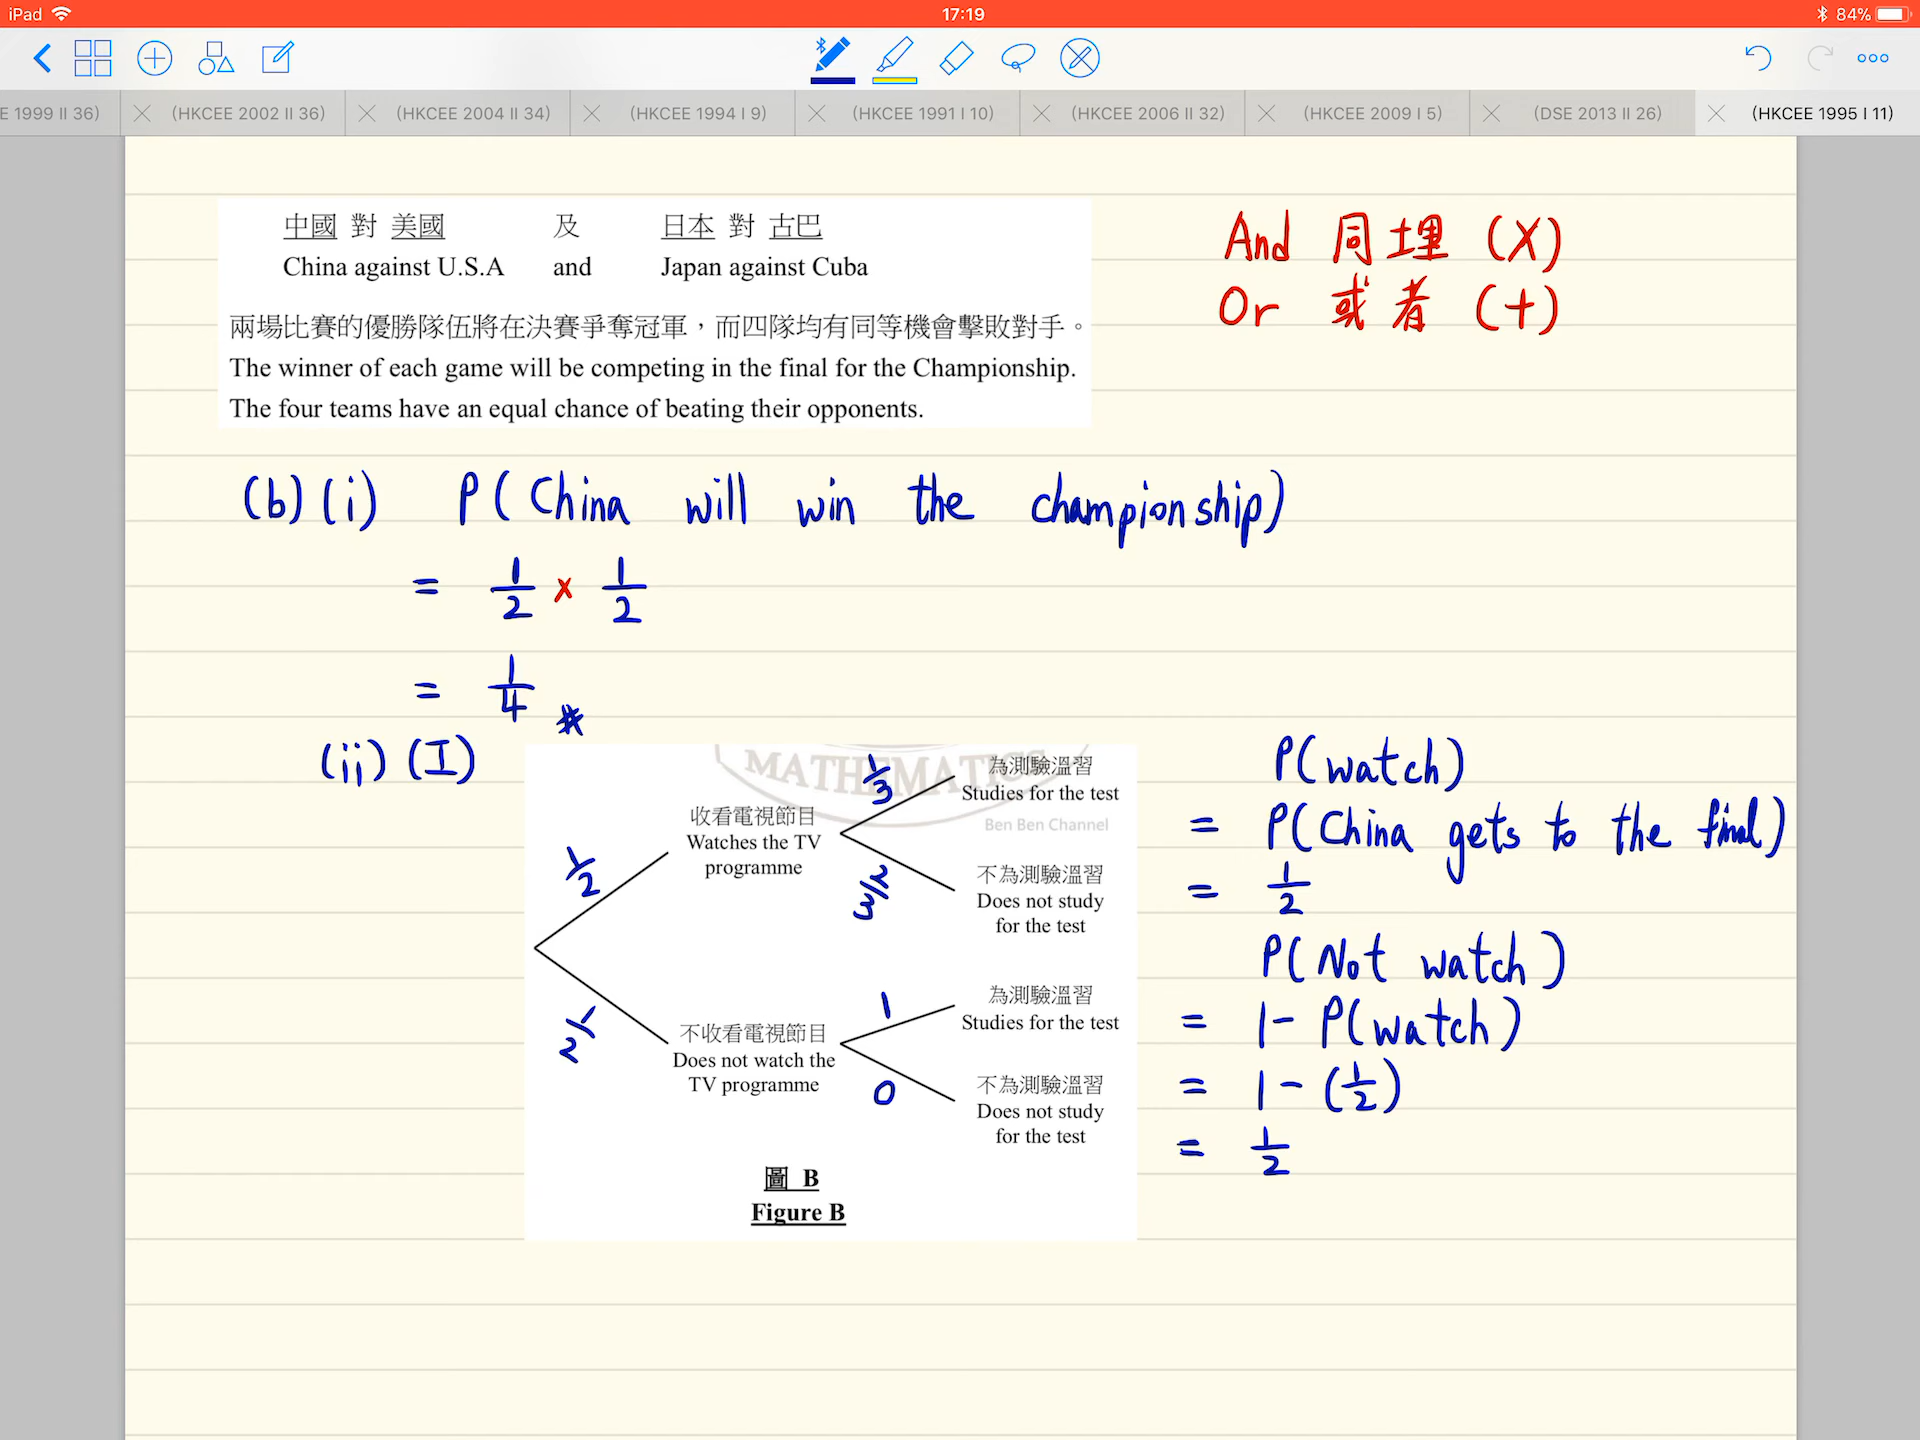 iPad 17:19 84%
E 1999 II 36) (HKCEE 2002 II 36) (HKCEE 2004 II 34) (HKCEE 1994 I 9) (HKCEE 1991 I 10) (HKCEE 2006 II 32) (HKCEE 2009 I 5) (DSE 2013 II 26) (HKCEE 1995 I 11)
中國 對 美國 及 日本 對 古巴
China against U.S.A and Japan against Cuba
兩場比賽的優勝隊伍將在決賽爭奪冠軍，而四隊均有同等機會擊敗對手。
The winner of each game will be competing in the final for the Championship.
The four teams have an equal chance of beating their opponents.
And 同埋 (X)
Or 或者 (+)
(b)(i) P(China will win the championship)
= 1/2 x 1/2
= 1/4 #
(ii)(I)
MATHEMATICS
Ben Ben Channel
1/2
收看電視節目
Watches the TV
programme
1/3
為測驗溫習
Studies for the test
2/3
不為測驗溫習
Does not study
for the test
1/2
不收看電視節目
Does not watch the
TV programme
1
為測驗溫習
Studies for the test
0
不為測驗溫習
Does not study
for the test
圖 B
Figure B
P(watch)
= P(China gets to the final)
= 1/2
P(Not watch)
= 1 - P(watch)
= 1 - (1/2)
= 1/2